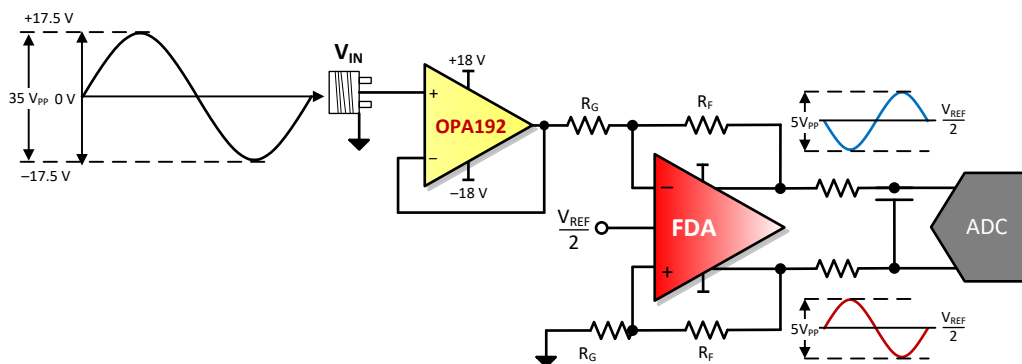 +17.5 V
35 VPP 0 V
–17.5 V
VIN
+18 V
+
OPA192
–
–18 V
RG
RF
5VPP
VREF
2
–
VREF
2
FDA
+
ADC
RG
RF
5VPP
VREF
2